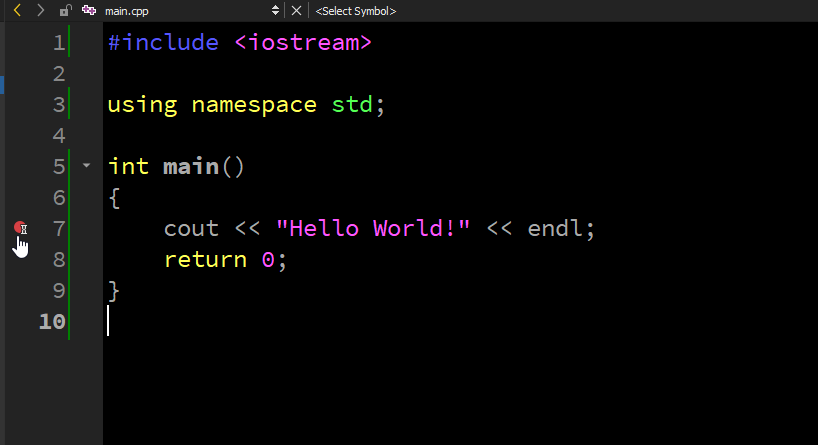 main.cpp <Select Symbol>
1 #include <iostream>
2
3 using namespace std;
4
5 int main()
6 {
7 cout << "Hello World!" << endl;
8 return 0;
9 }
10